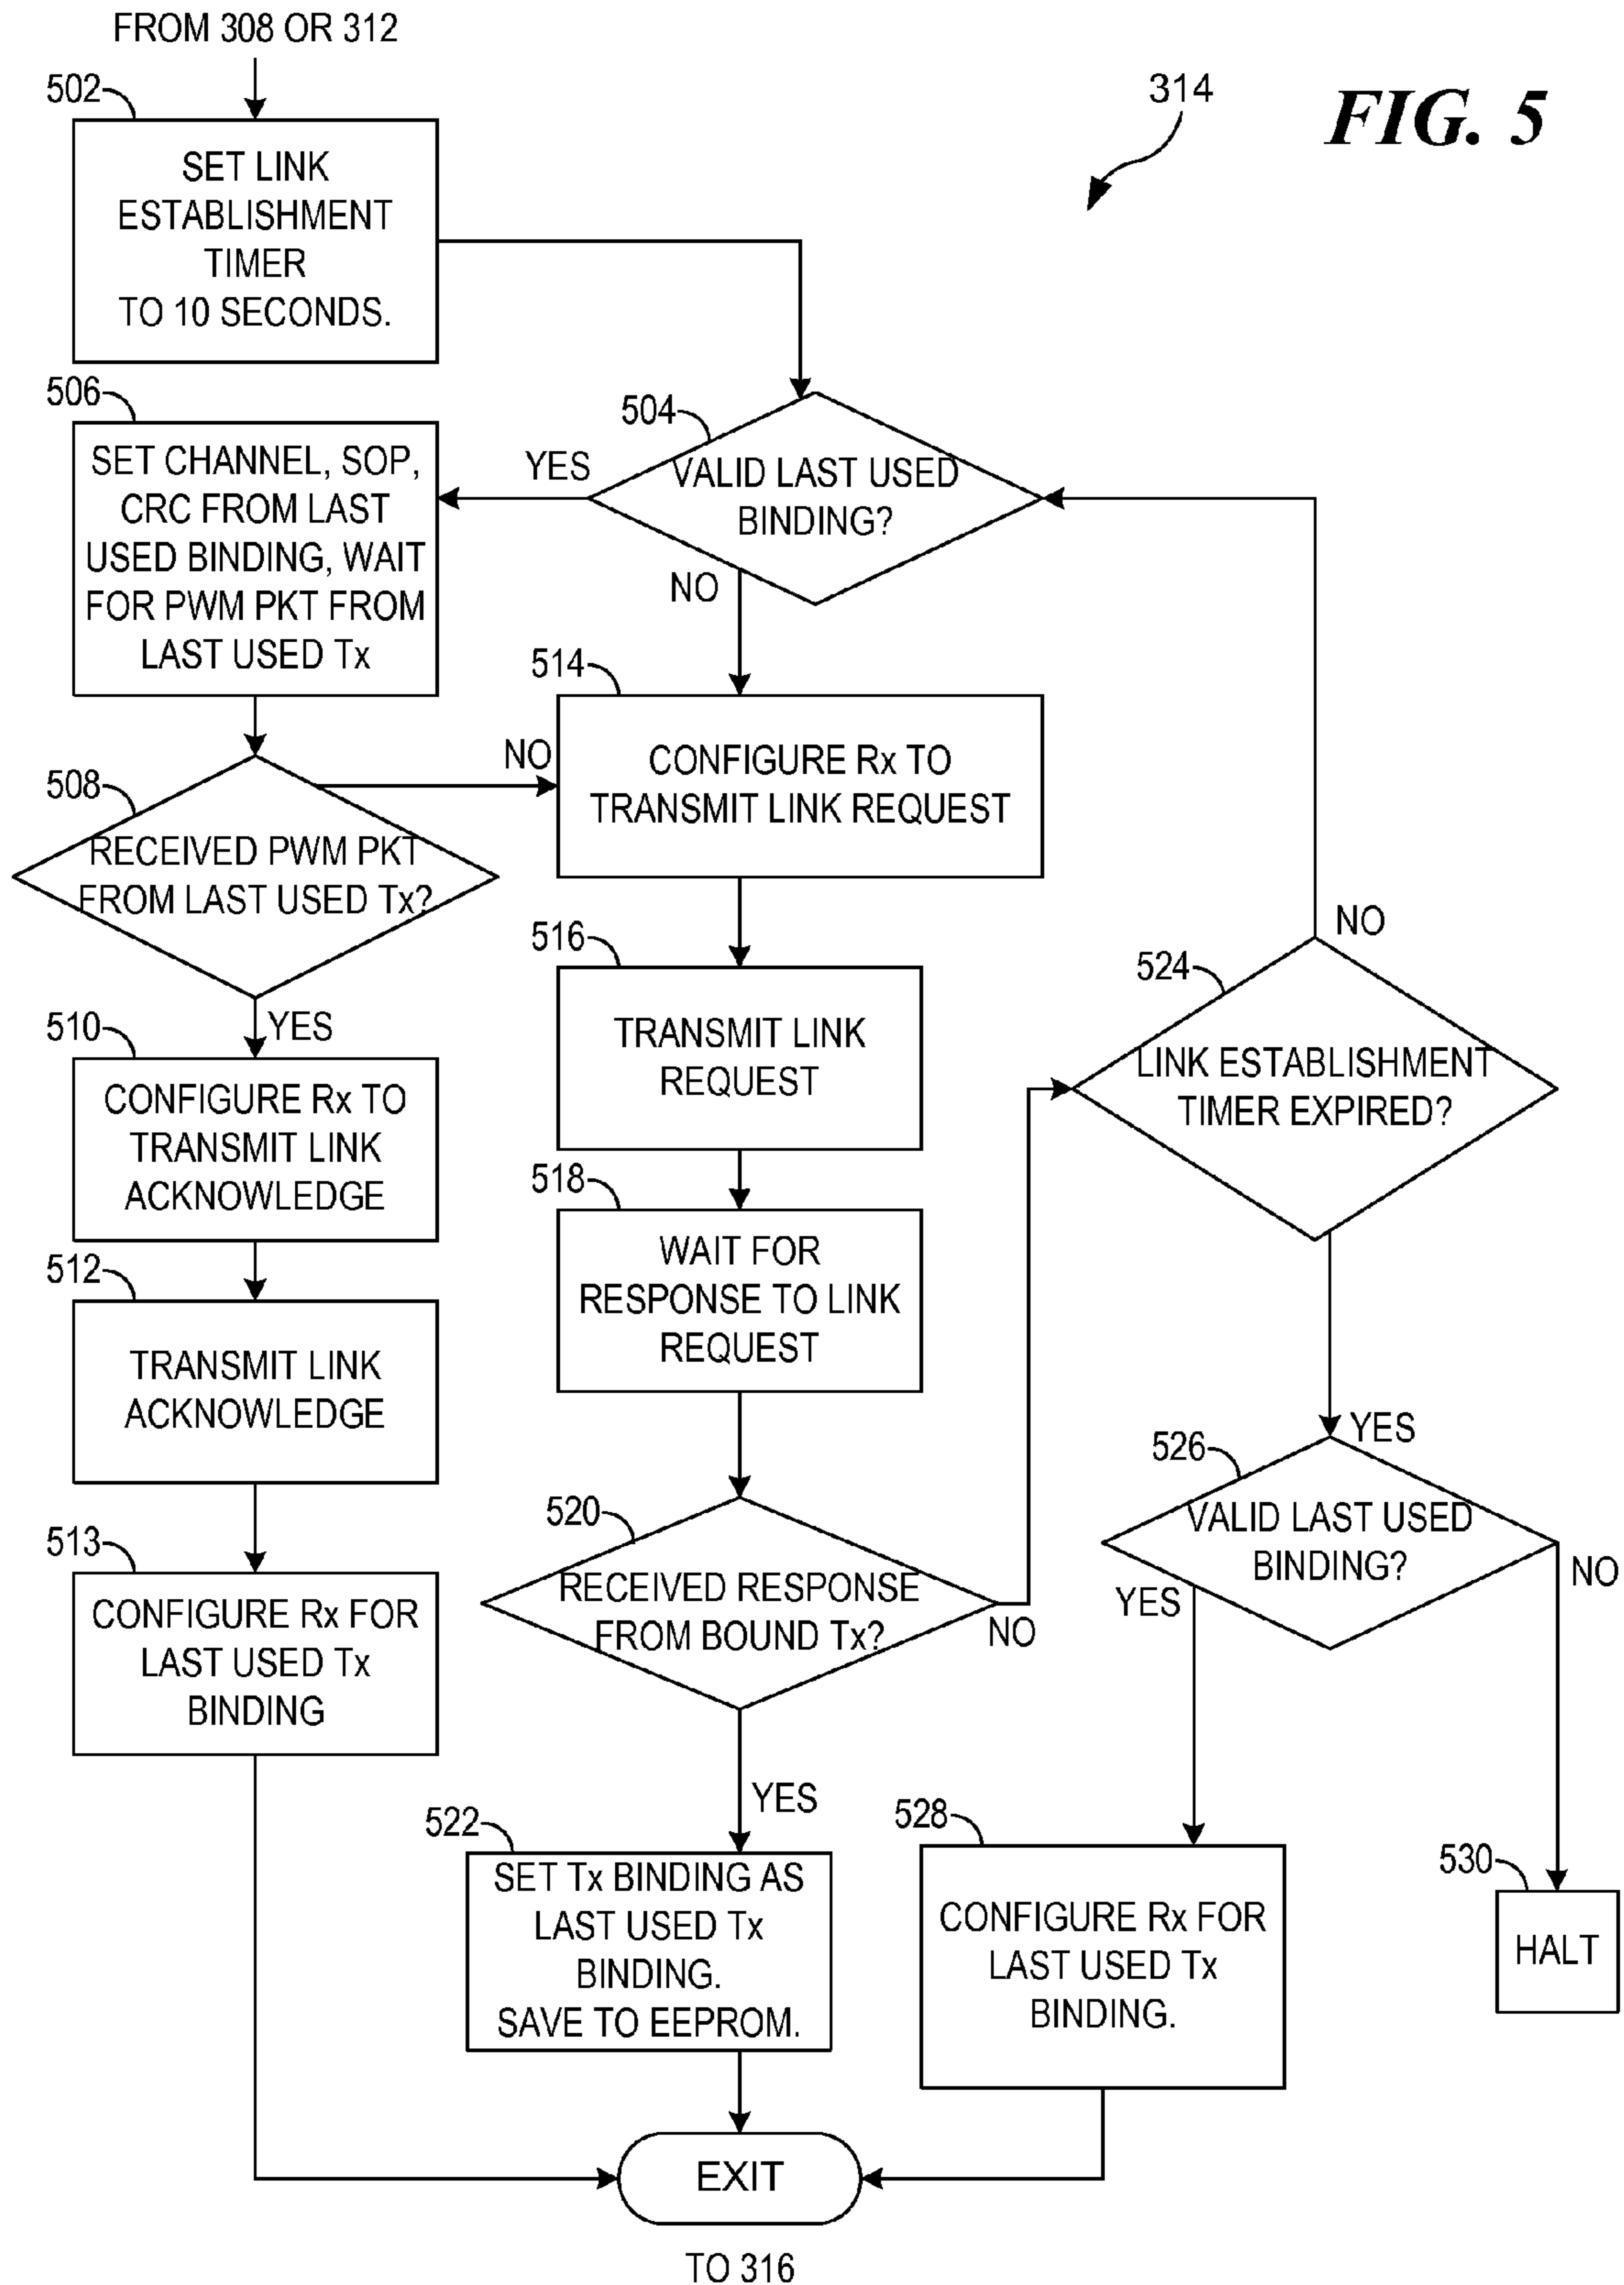 FROM 308 OR 312
314
FIG. 5
502
SET LINK
ESTABLISHMENT
TIMER
TO 10 SECONDS.
506
SET CHANNEL, SOP,
CRC FROM LAST
USED BINDING, WAIT
FOR PWM PKT FROM
LAST USED Tx
504
VALID LAST USED
BINDING?
YES
NO
508
RECEIVED PWM PKT
FROM LAST USED Tx?
NO
YES
510
CONFIGURE Rx TO
TRANSMIT LINK
ACKNOWLEDGE
512
TRANSMIT LINK
ACKNOWLEDGE
513
CONFIGURE Rx FOR
LAST USED Tx
BINDING
514
CONFIGURE Rx TO
TRANSMIT LINK REQUEST
516
TRANSMIT LINK
REQUEST
518
WAIT FOR
RESPONSE TO LINK
REQUEST
520
RECEIVED RESPONSE
FROM BOUND Tx?
NO
YES
522
SET Tx BINDING AS
LAST USED Tx
BINDING.
SAVE TO EEPROM.
524
LINK ESTABLISHMENT
TIMER EXPIRED?
NO
YES
526
VALID LAST USED
BINDING?
YES
NO
528
CONFIGURE Rx FOR
LAST USED Tx
BINDING.
530
HALT
EXIT
TO 316